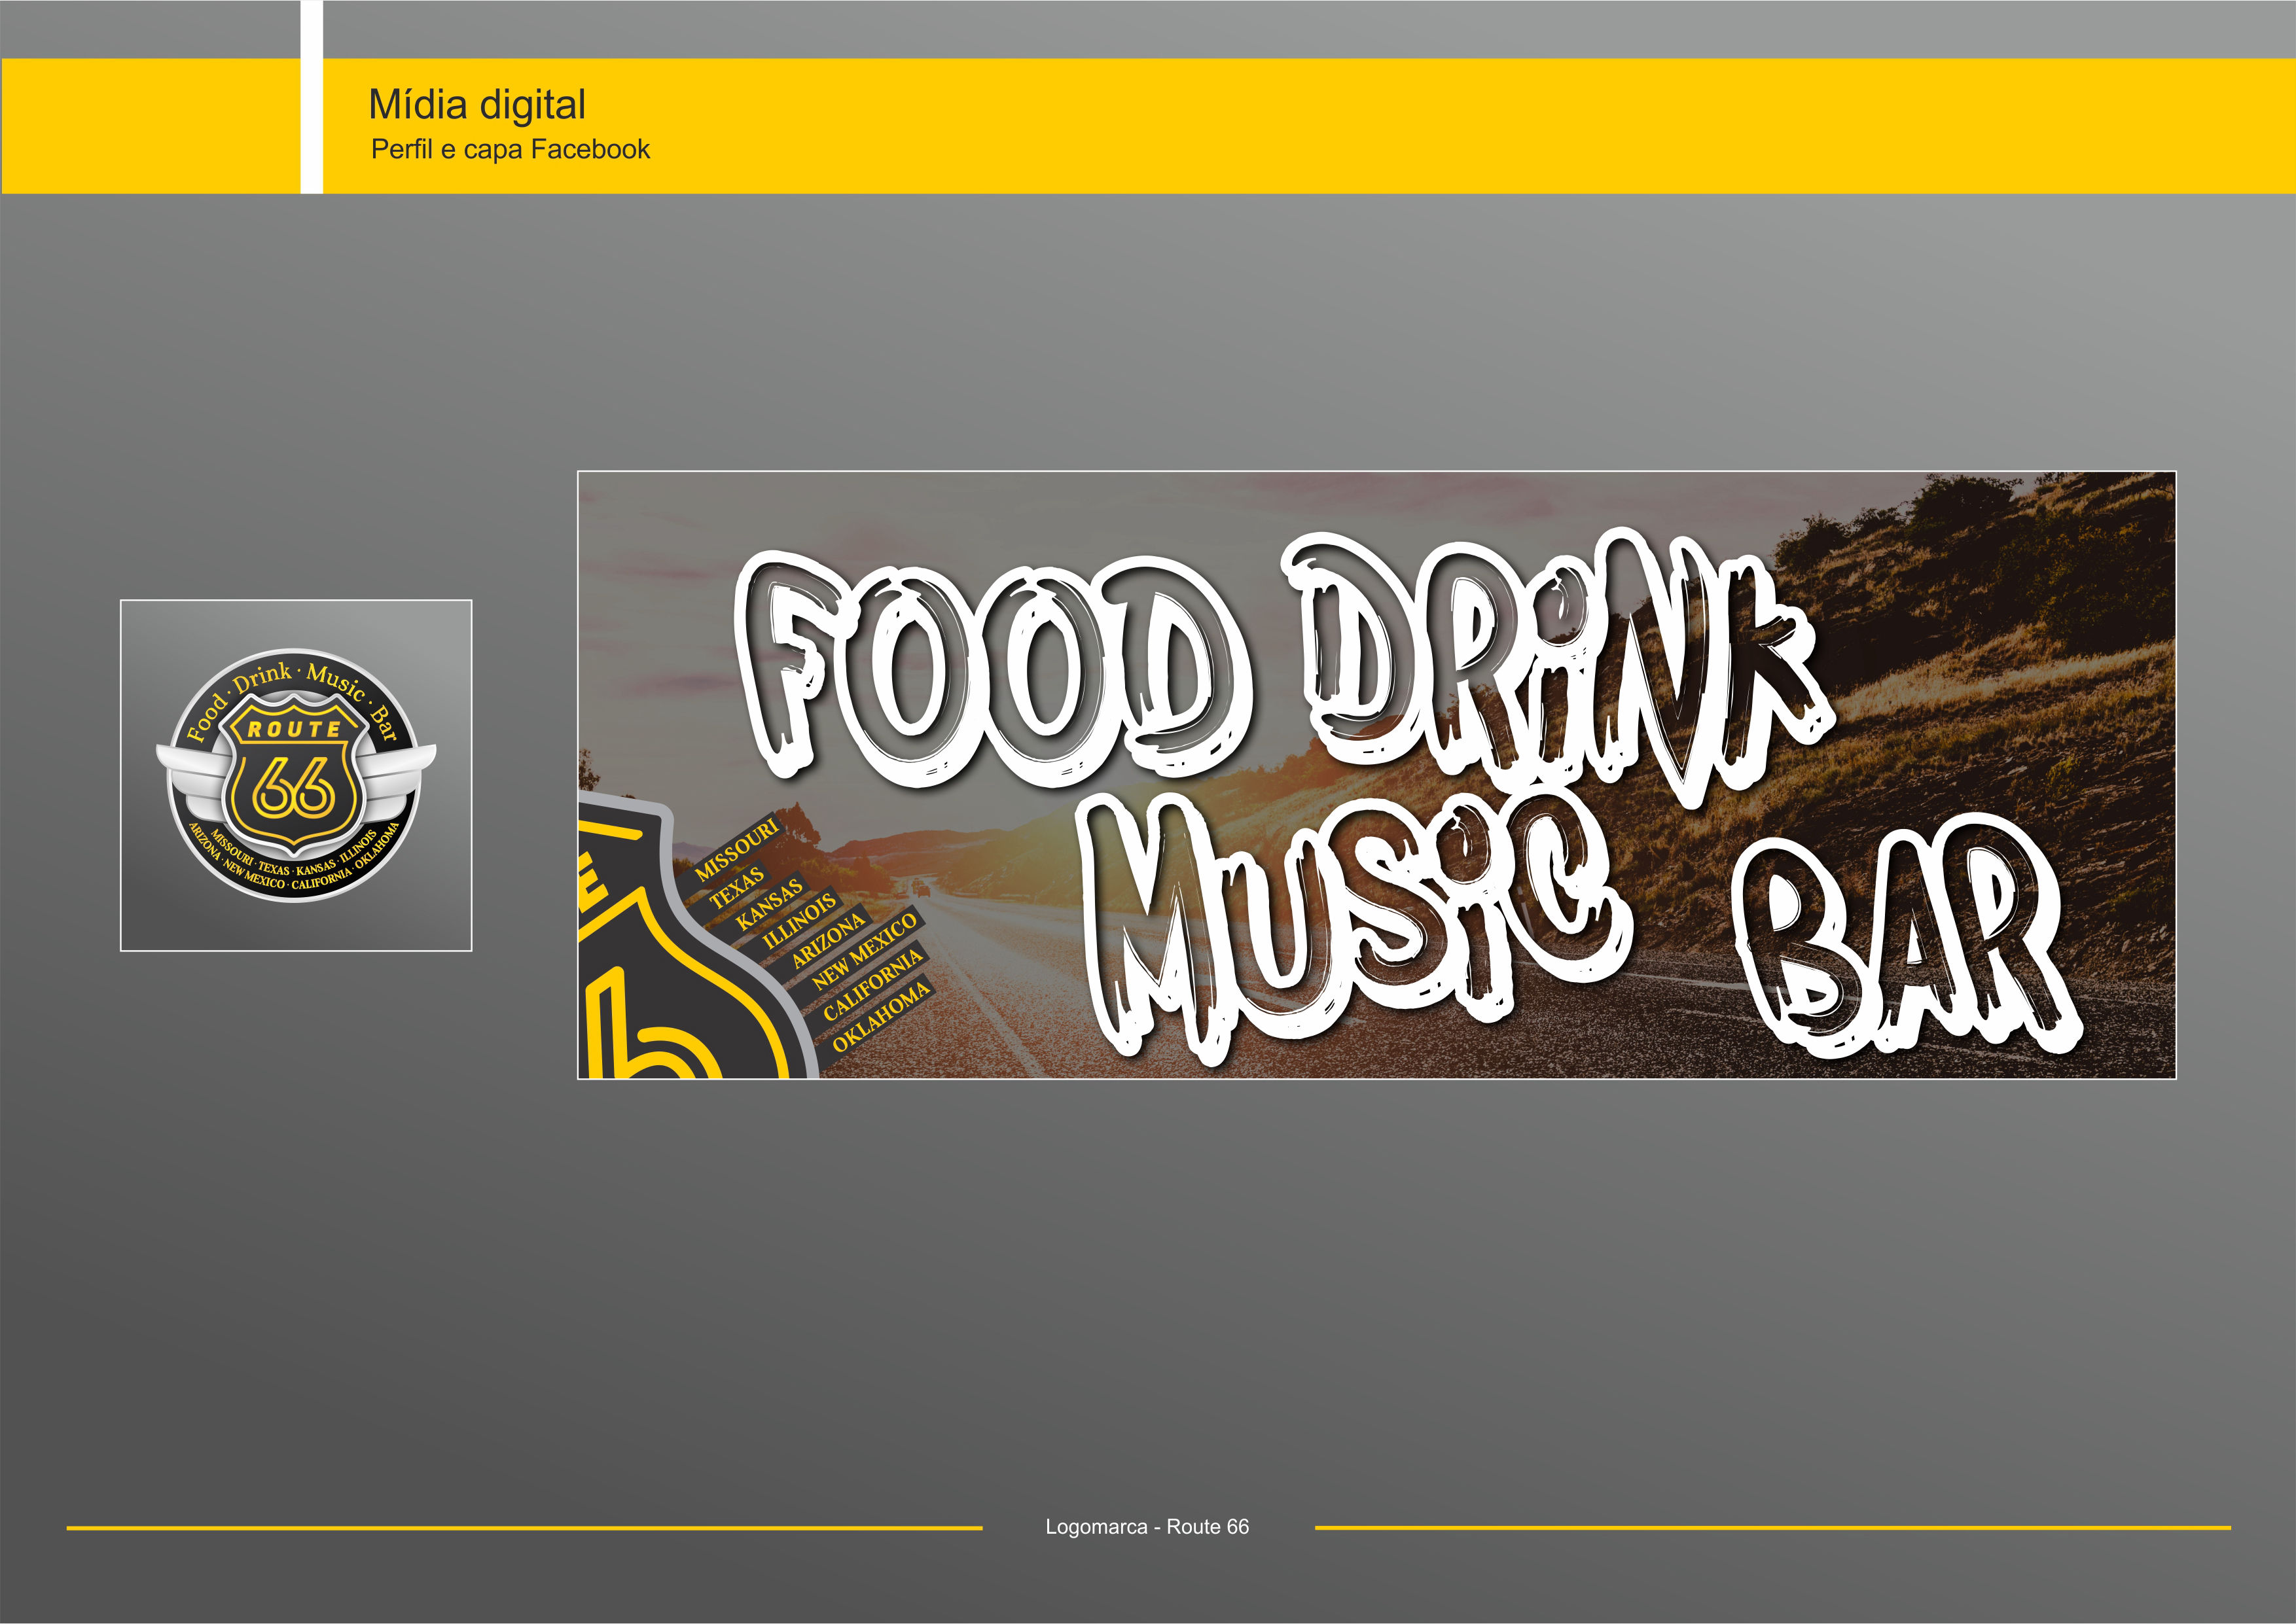 Mídia digital
Perfil e capa Facebook
Food · Drink · Music · Bar
ROUTE
66
MISSOURI · TEXAS · KANSAS · ILLINOIS
ARIZONA · NEW MEXICO · CALIFORNIA · OKLAHOMA
FOOD DRiNK
MUSiC BAR
E
6
MISSOURI
TEXAS
KANSAS
ILLINOIS
ARIZONA
NEW MEXICO
CALIFORNIA
OKLAHOMA
Logomarca - Route 66